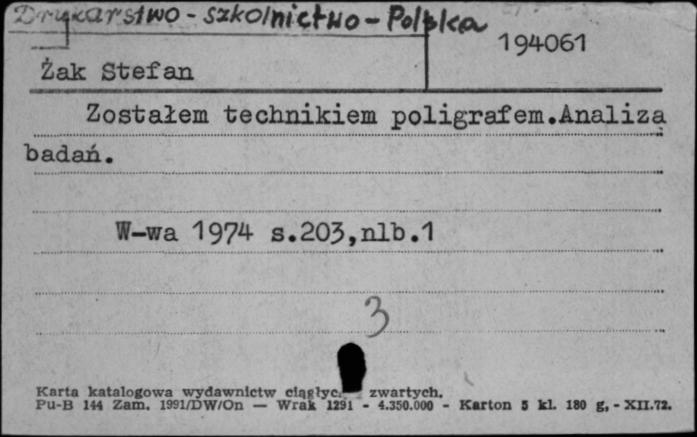 Drukarstwo - szkolnictwo - Polska
194061
Żak Stefan
Zostałem technikiem poligrafem. Analiza
badań.
W-wa 1974 s.203,nlb.1
3
Karta katalogowa wydawnictw ciągłyc zwartych.
Pu-B 144 Zam. 1991/DW/On — Wrak 1291 - 4.350.000 - Karton 5 kl. 180 g, - XII.72.